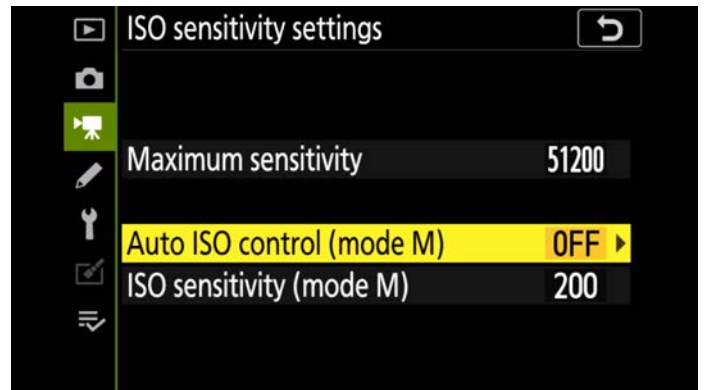 ISO sensitivity settings
Maximum sensitivity 51200
Auto ISO control (mode M) OFF
ISO sensitivity (mode M) 200